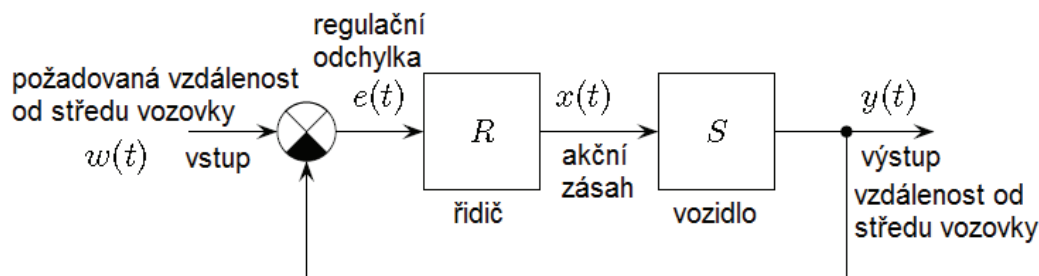 regulační
odchylka
požadovaná vzdálenost
od středu vozovky
w(t)
vstup
e(t)
R
řidič
x(t)
akční
zásah
S
vozidlo
y(t)
výstup
vzdálenost od
středu vozovky